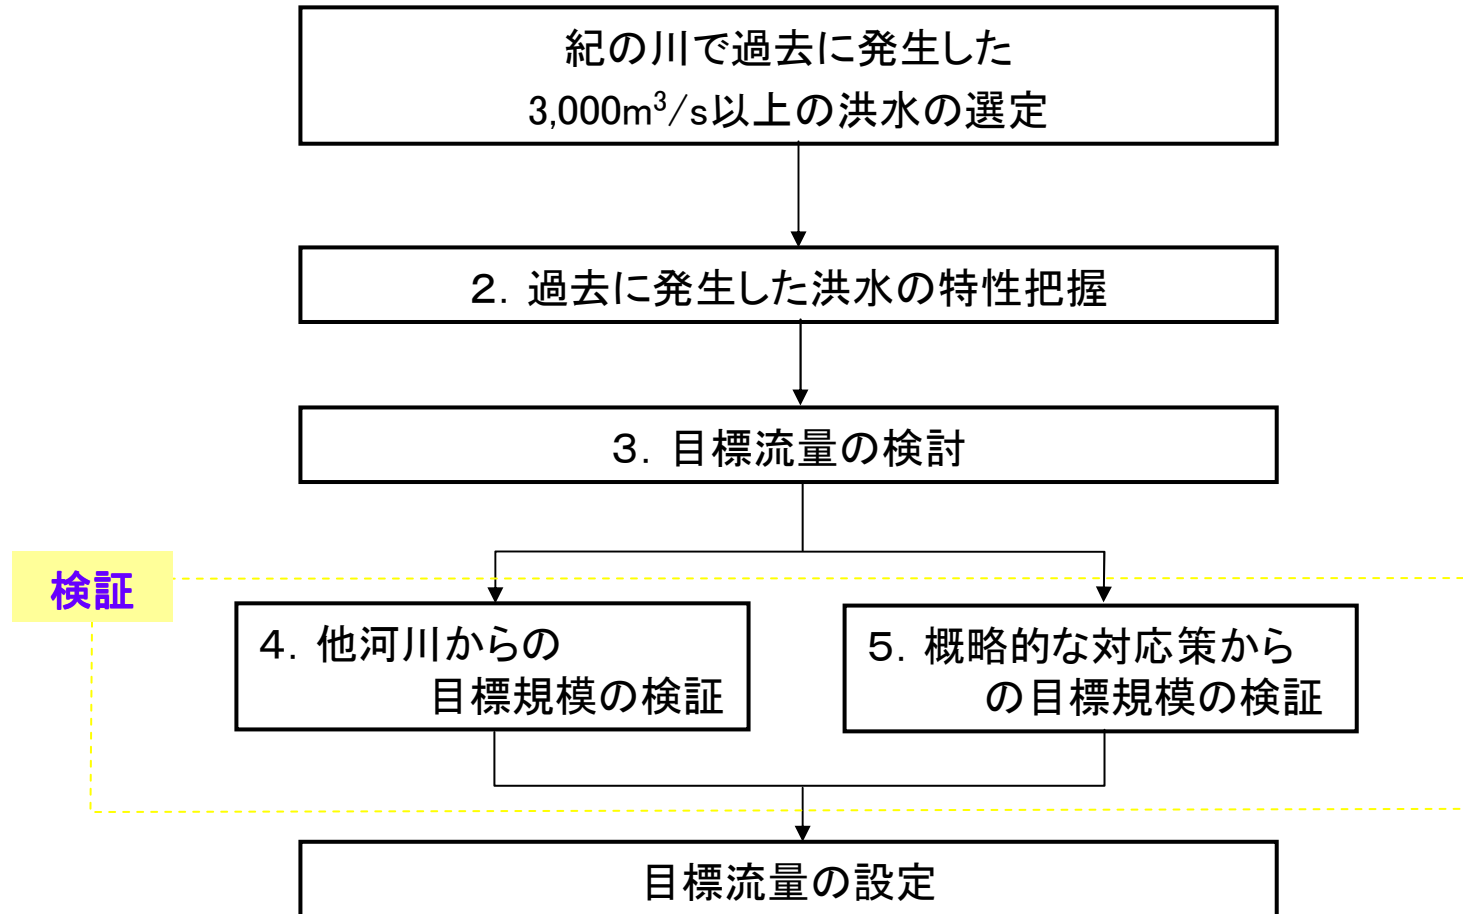 紀の川で過去に発生した
3,000m³/s以上の洪水の選定
２．過去に発生した洪水の特性把握
３．目標流量の検討
検証
４．他河川からの
目標規模の検証
５．概略的な対応策から
の目標規模の検証
目標流量の設定